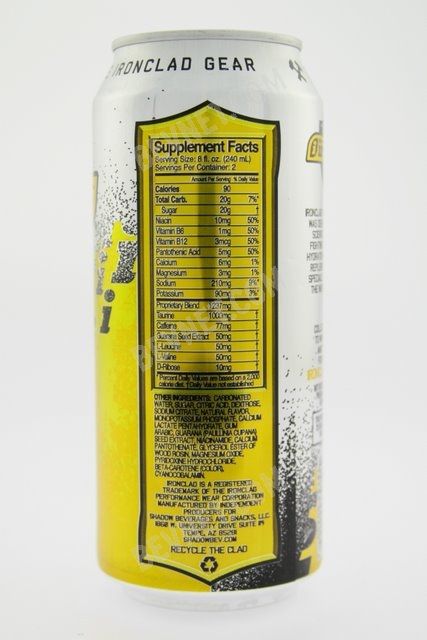 IRONCLAD GEAR
Supplement Facts
Serving Size: 8 fl. oz. (240 mL)
Servings Per Container: 2
Amount Per Serving % Daily Value
Calories 90
Total Carb. 20g 7%*
Sugar 20g †
Niacin 10mg 50%
Vitamin B6 1mg 50%
Vitamin B12 3mcg 50%
Pantothenic Acid 5mg 50%
Calcium 6mg 1%
Magnesium 3mg 1%
Sodium 210mg 9%*
Potassium 90mg 3%*
Proprietary Blend 1237mg
Taurine 1000mg †
Caffeine 77mg †
Guarana Seed Extract 50mg †
L-Leucine 50mg †
L-Valine 50mg †
D-Ribose 10mg †
*Percent Daily Values are based on a 2,000
calorie diet. †Daily Value not established
OTHER INGREDIENTS: CARBONATED
WATER, SUGAR, CITRIC ACID, DEXTROSE,
SODIUM CITRATE, NATURAL FLAVOR,
MONOPOTASSIUM PHOSPHATE, CALCIUM
LACTATE PENTAHYDRATE, GUM
ARABIC, GUARANA (PAULLINIA CUPANA)
SEED EXTRACT, NIACINAMIDE, CALCIUM
PANTOTHENATE, GLYCEROL ESTER OF
WOOD ROSIN, MAGNESIUM OXIDE,
PYRIDOXINE HYDROCHLORIDE,
BETA-CAROTENE (COLOR),
CYANOCOBALAMIN.
IRONCLAD IS A REGISTERED
TRADEMARK OF THE IRONCLAD
PERFORMANCE WEAR CORPORATION
MANUFACTURED BY INDEPENDENT
PRODUCERS FOR
SHADOW BEVERAGES AND SNACKS, LLC.
1860 W. UNIVERSITY DRIVE SUITE #4
TEMPE, AZ 85281
SHADOWBEV.COM
RECYCLE THE CLAD
BEVNET.COM